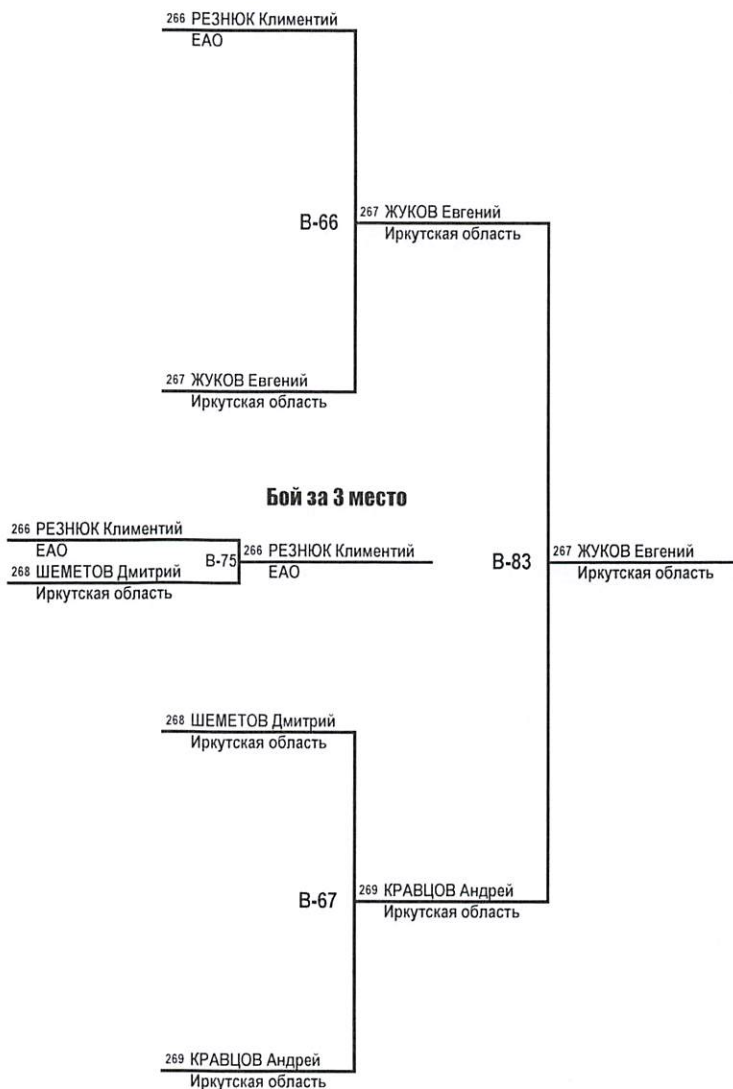 266 РЕЗНЮК Климентий
ЕАО
B-66
267 ЖУКОВ Евгений
Иркутская область
267 ЖУКОВ Евгений
Иркутская область
Бой за 3 место
266 РЕЗНЮК Климентий
ЕАО
268 ШЕМЕТОВ Дмитрий
Иркутская область
B-75
266 РЕЗНЮК Климентий
ЕАО
B-83
267 ЖУКОВ Евгений
Иркутская область
268 ШЕМЕТОВ Дмитрий
Иркутская область
B-67
269 КРАВЦОВ Андрей
Иркутская область
269 КРАВЦОВ Андрей
Иркутская область